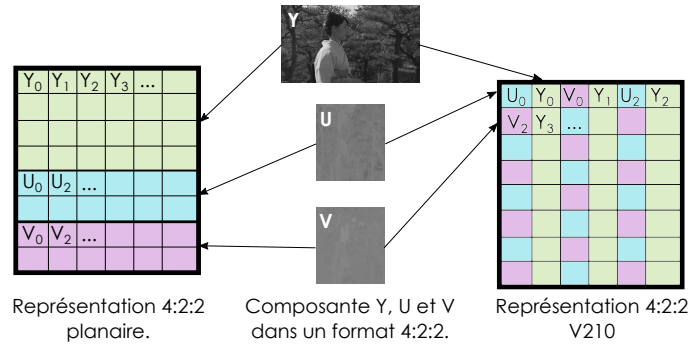 Y
Y₀ Y₁ Y₂ Y₃ ...
U₀ U₂ ...
V₀ V₂ ...
U
V
U₀ Y₀ V₀ Y₁ U₂ Y₂
V₂ Y₃ ...
Représentation 4:2:2
planaire.
Composante Y, U et V
dans un format 4:2:2.
Représentation 4:2:2
V210